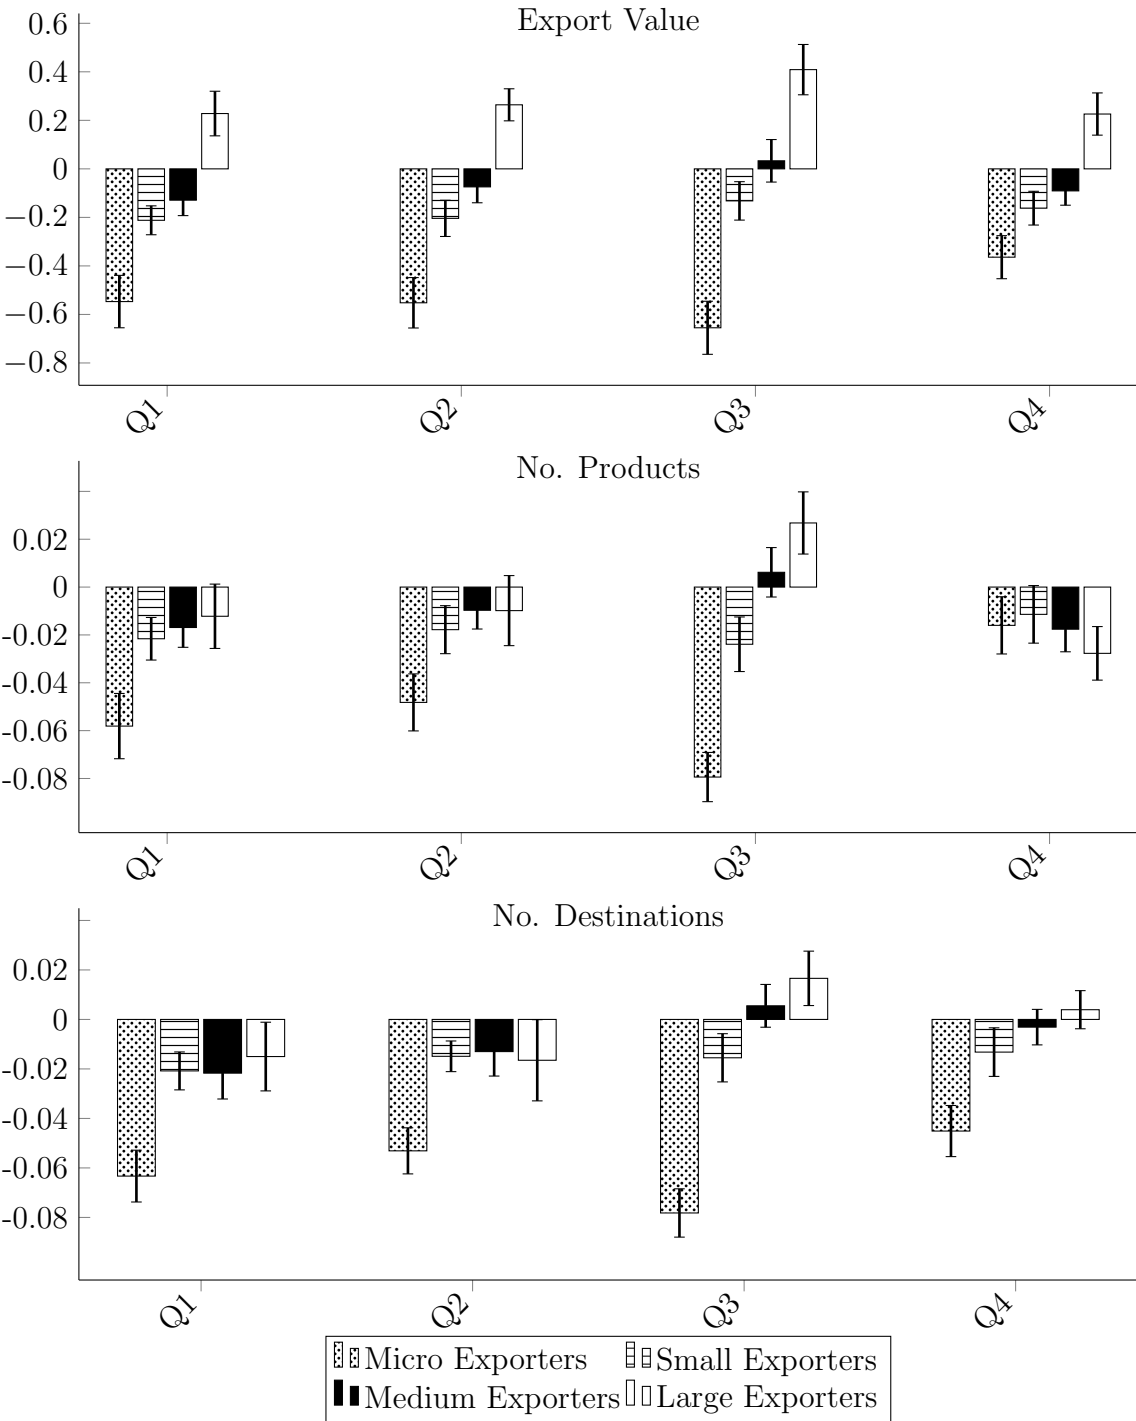 Export Value
0.6
0.4
0.2
0
−0.2
−0.4
−0.6
−0.8
Q1 Q2 Q3 Q4
No. Products
0.02
0
-0.02
-0.04
-0.06
-0.08
Q1 Q2 Q3 Q4
No. Destinations
0.02
0
-0.02
-0.04
-0.06
-0.08
Q1 Q2 Q3 Q4
Micro Exporters Small Exporters
Medium Exporters Large Exporters